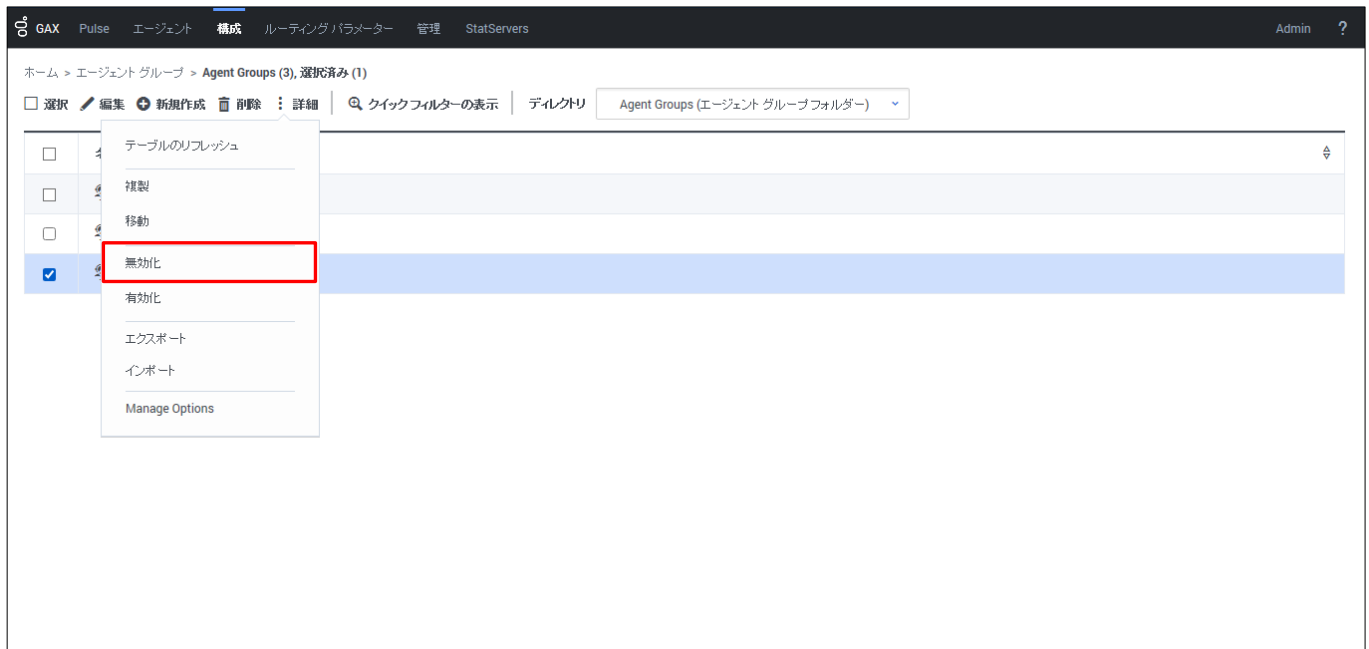 GAX Pulse エージェント 構成 ルーティング パラメーター 管理 StatServers Admin ?
ホーム > エージェント グループ > Agent Groups (3), 選択済み (1)
選択 編集 新規作成 削除 詳細 クイック フィルターの表示 ディレクトリ Agent Groups (エージェント グループ フォルダー)
テーブルのリフレッシュ
複製
移動
無効化
有効化
エクスポート
インポート
Manage Options